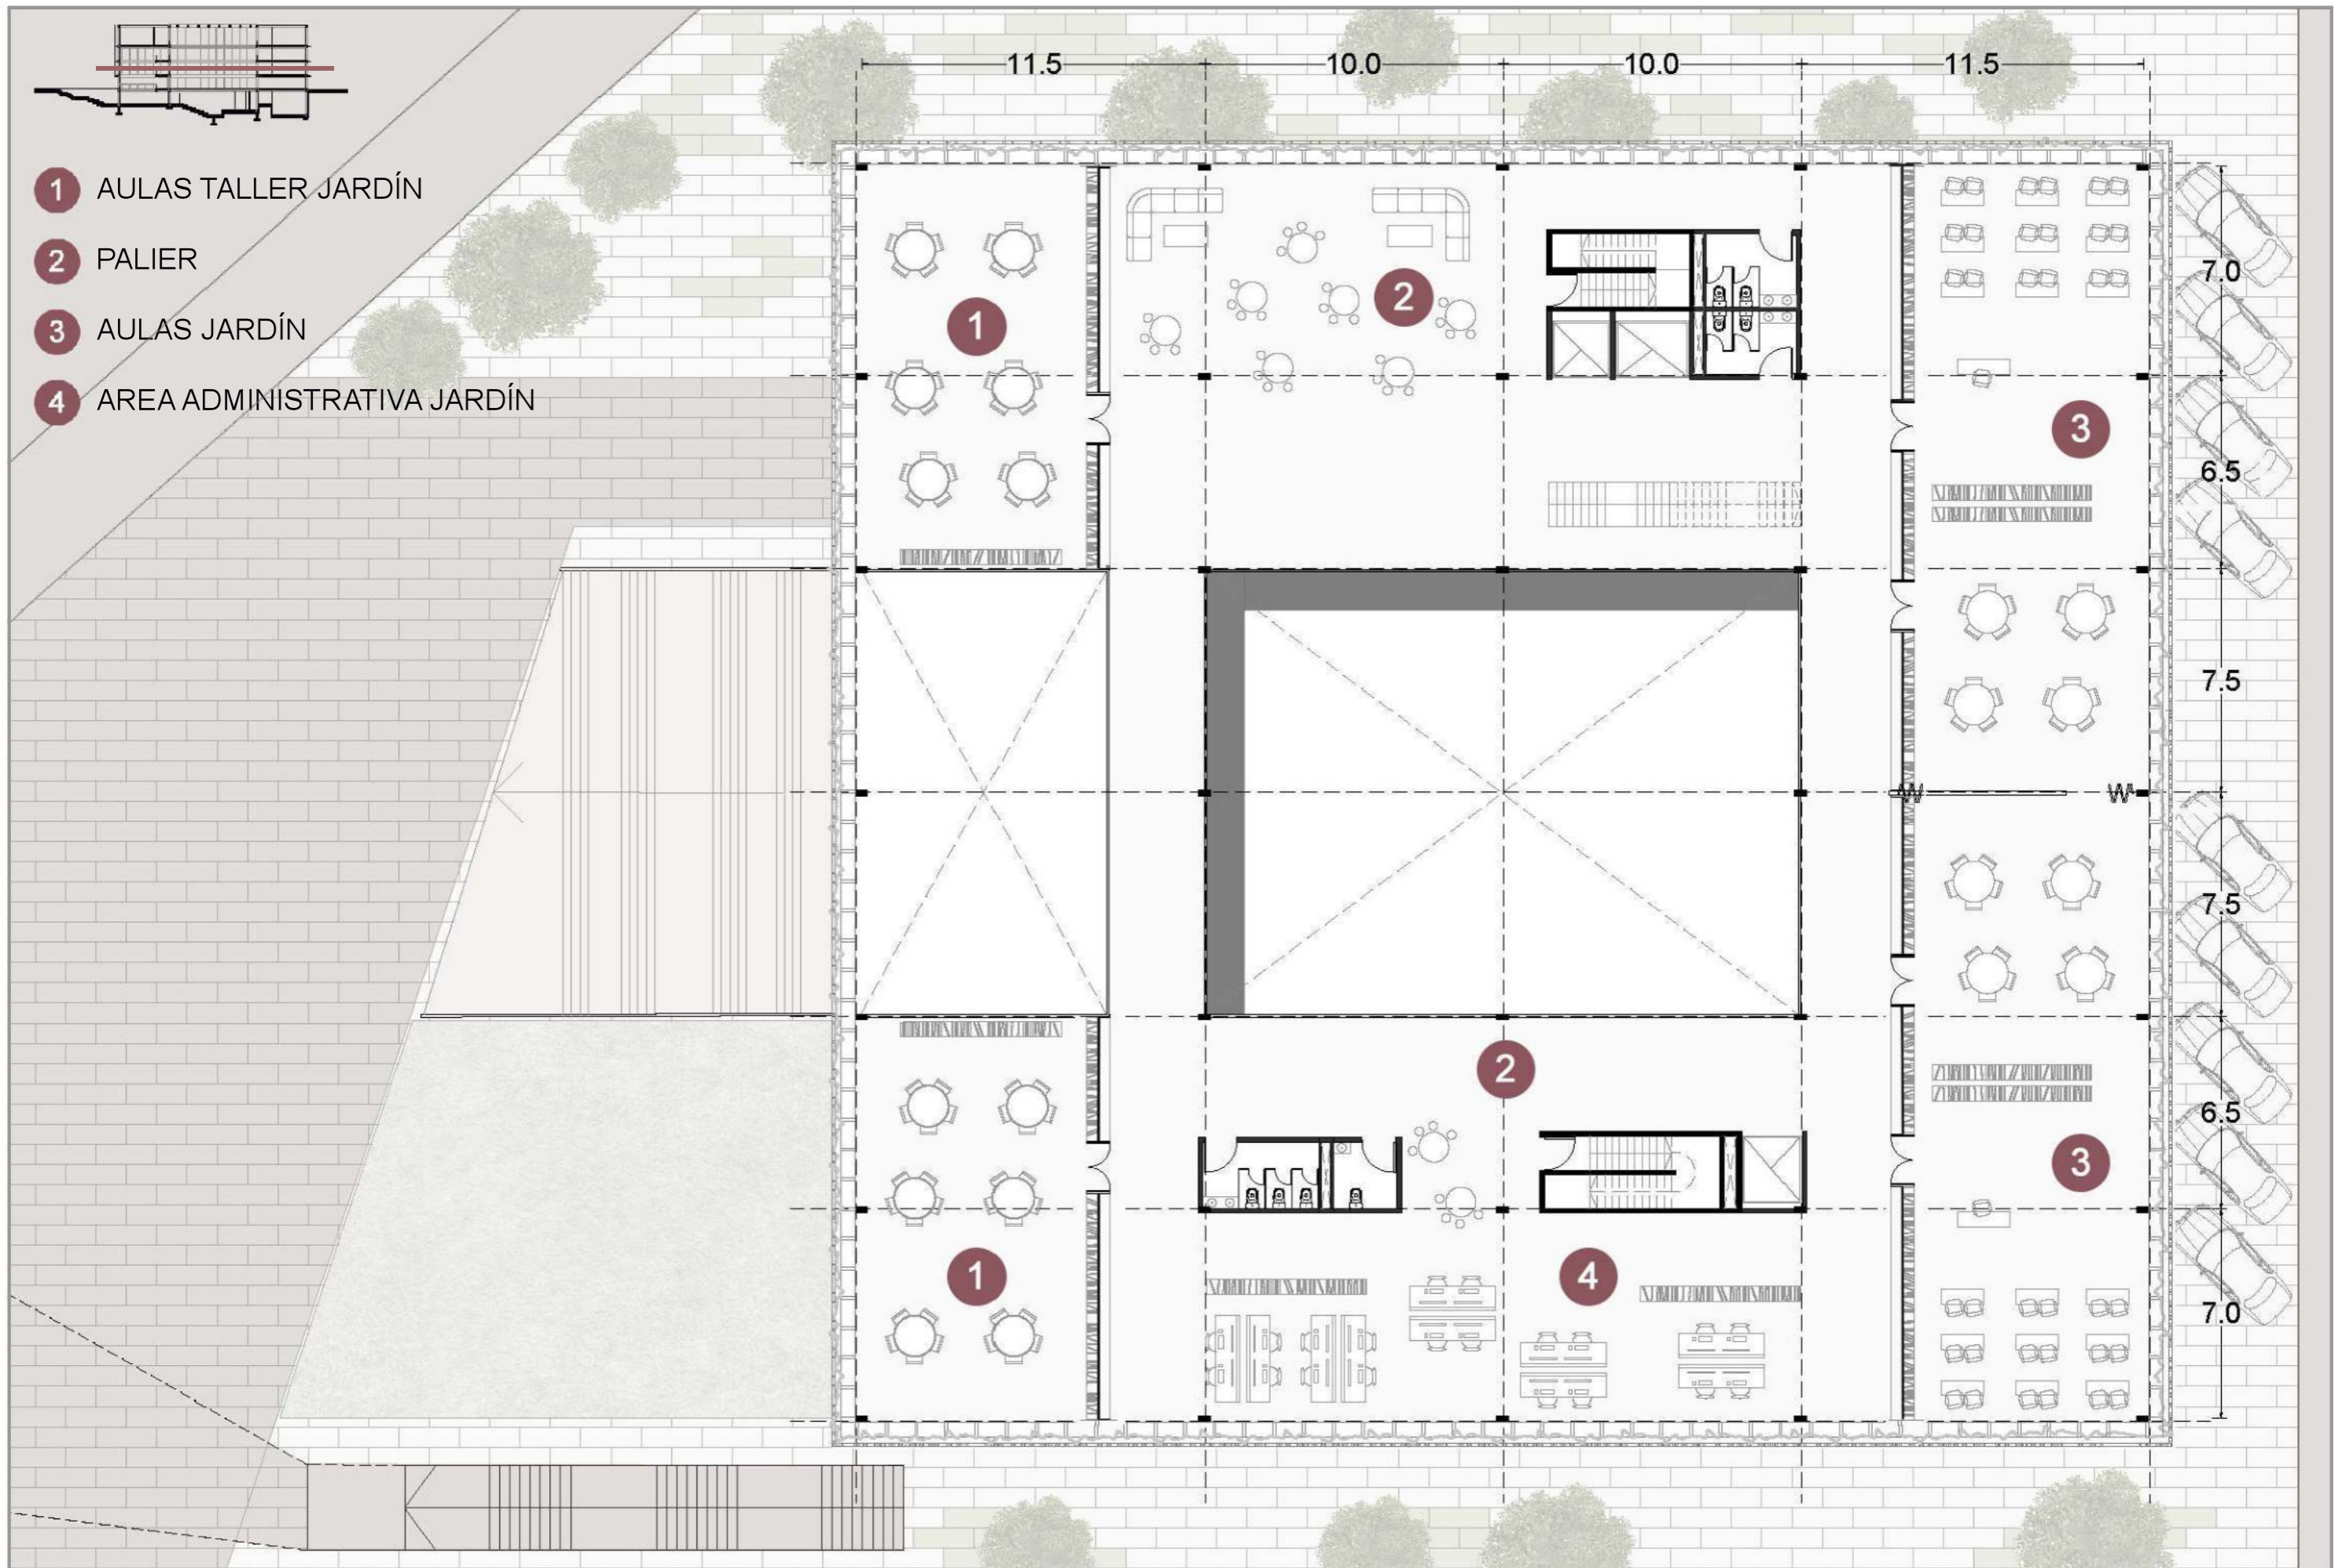 11.5 10.0 10.0 11.5
1 AULAS TALLER JARDÍN
2 PALIER
3 AULAS JARDÍN
4 AREA ADMINISTRATIVA JARDÍN
7.0
2
1
3
6.5
7.5
7.5
2
6.5
3
1
4
7.0